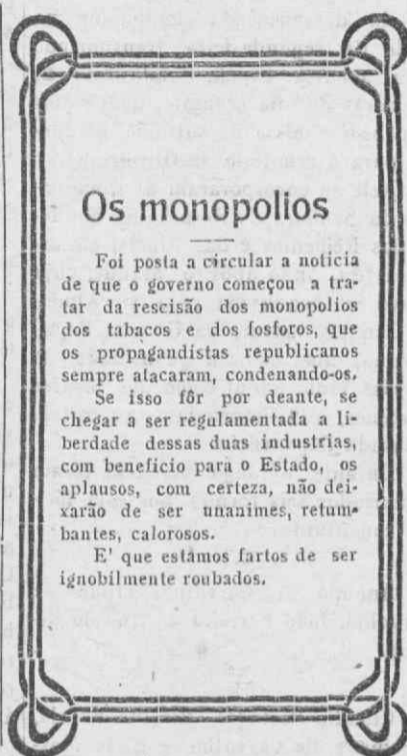 Os monopolios
Foi posta a circular a noticia
de que o governo começou a tra-
tar da rescisão dos monopolios
dos tabacos e dos fosforos, que
os propagandistas republicanos
sempre atacaram, condenando-os.
Se isso fôr por deante, se
chegar a ser regulamentada a li-
berdade dessas duas industrias,
com beneficio para o Estado, os
aplausos, com certeza, não dei-
xarão de ser unanimes, retum-
bantes, calorosos.
E' que estâmos fartos de ser
ignobilmente roubados.